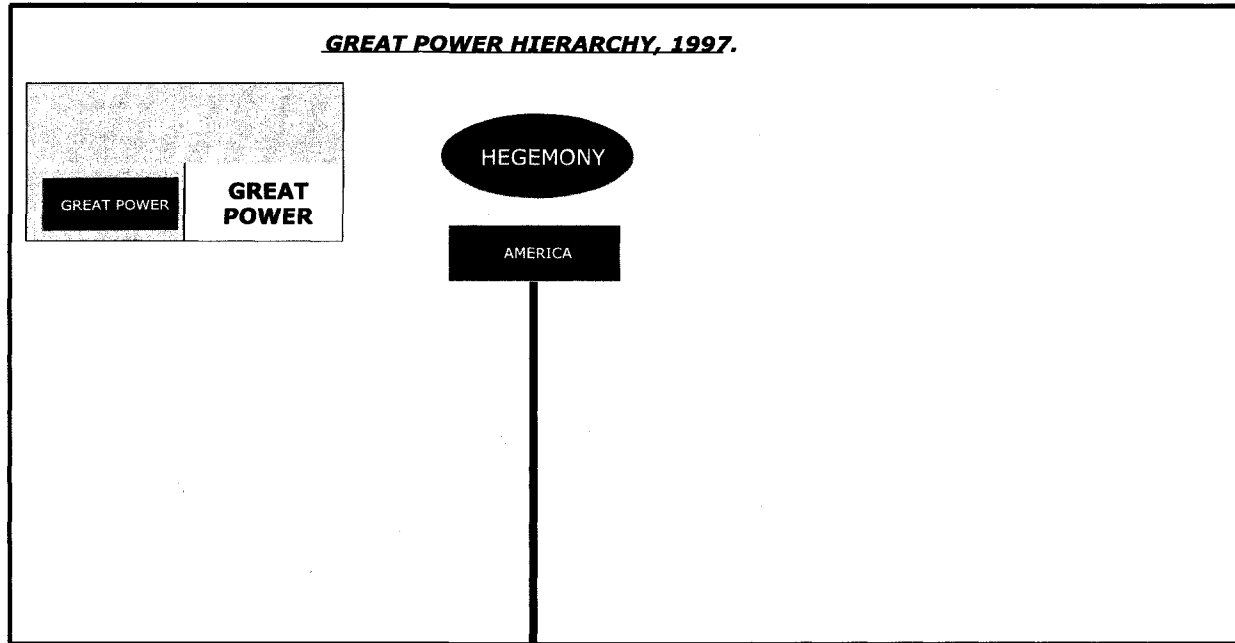 GREAT POWER HIERARCHY, 1997.
GREAT POWER
GREAT
POWER
HEGEMONY
AMERICA